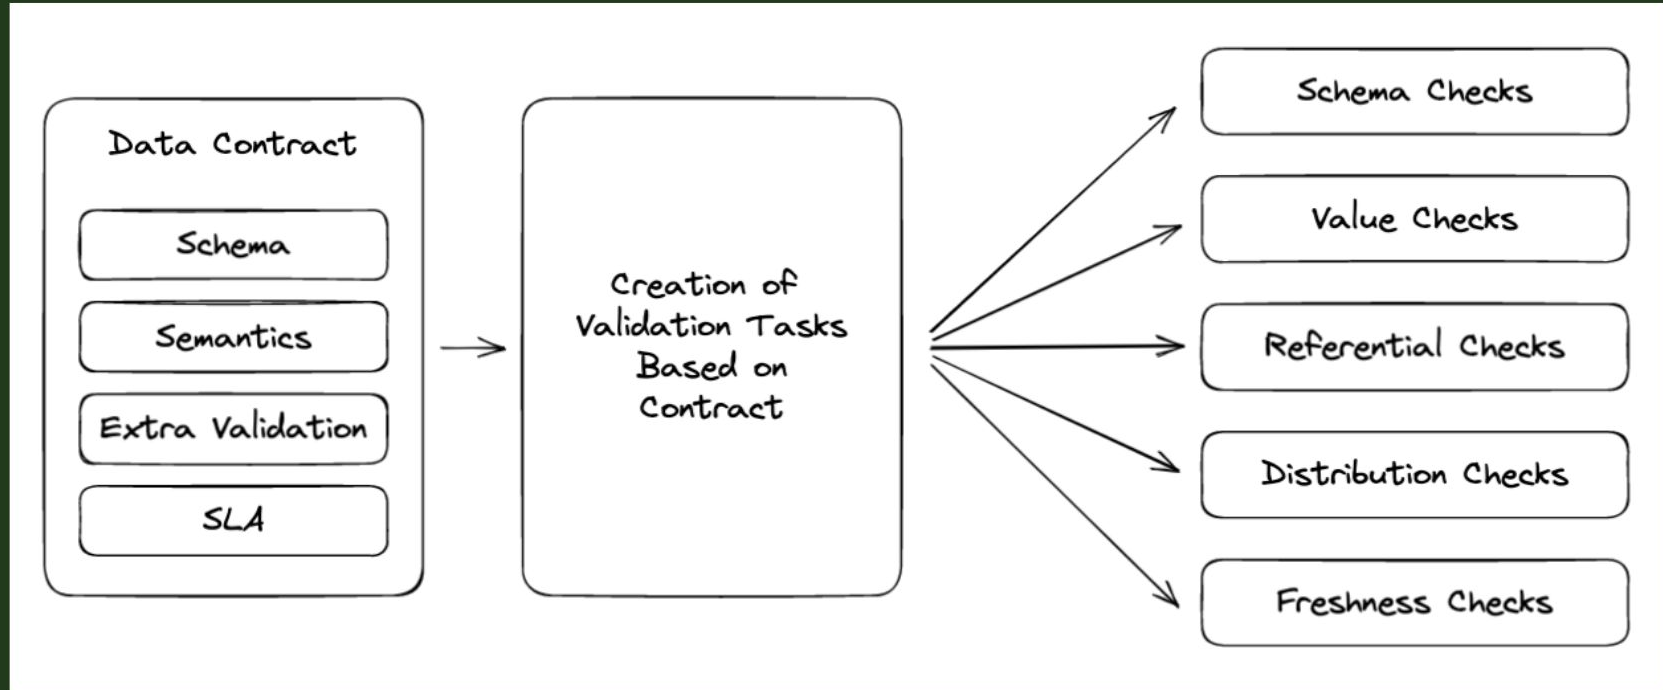 Data Contract
Schema
Semantics
Extra Validation
SLA
Creation of
Validation Tasks
Based on
Contract
Schema Checks
Value Checks
Referential Checks
Distribution Checks
Freshness Checks